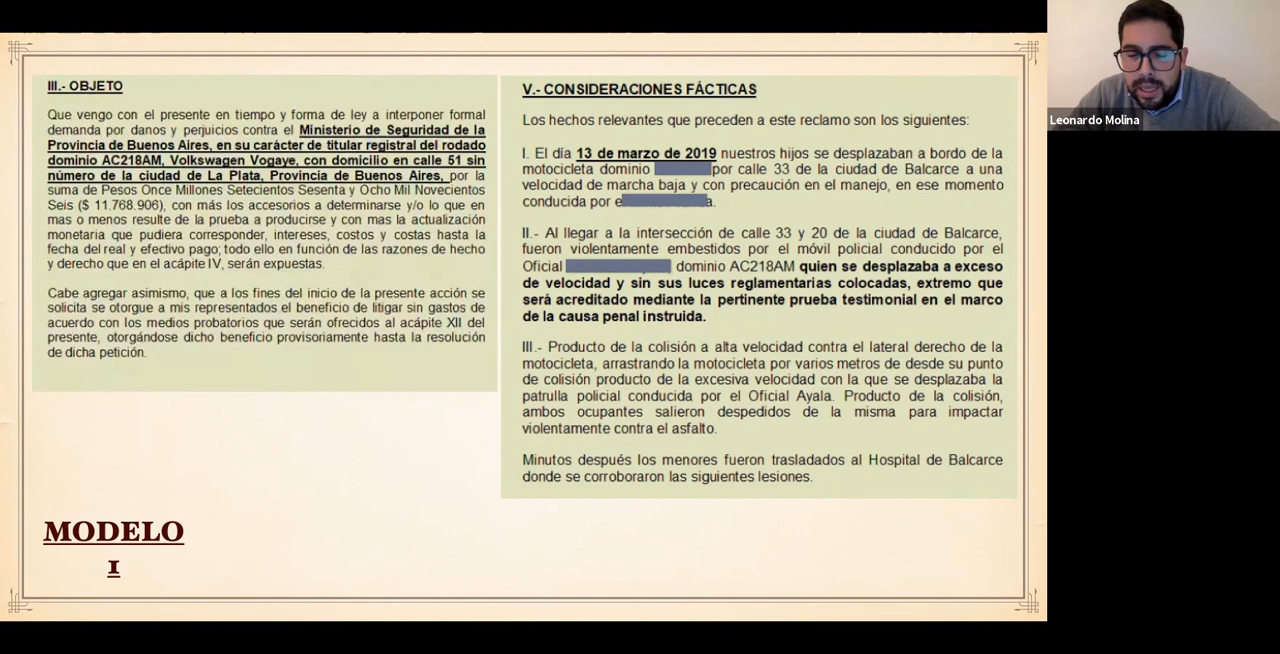 III.- OBJETO
Que vengo con el presente en tiempo y forma de ley a interponer formal
demanda por danos y perjuicios contra el Ministerio de Seguridad de la
Provincia de Buenos Aires, en su carácter de titular registral del rodado
dominio AC218AM, Volkswagen Vogaye, con domicilio en calle 51 sin
número de la ciudad de La Plata, Provincia de Buenos Aires, por la
suma de Pesos Once Millones Setecientos Sesenta y Ocho Mil Novecientos
Seis ($ 11.768.906), con más los accesorios a determinarse y/o lo que en
mas o menos resulte de la prueba a producirse y con mas la actualización
monetaria que pudiera corresponder, intereses, costos y costas hasta la
fecha del real y efectivo pago; todo ello en función de las razones de hecho
y derecho que en el acápite IV, serán expuestas.
Cabe agregar asimismo, que a los fines del inicio de la presente acción se
solicita se otorgue a mis representados el beneficio de litigar sin gastos de
acuerdo con los medios probatorios que serán ofrecidos al acápite XII del
presente, otorgándose dicho beneficio provisoriamente hasta la resolución
de dicha petición.
MODELO
1
V.- CONSIDERACIONES FÁCTICAS
Los hechos relevantes que preceden a este reclamo son los siguientes:
I. El día 13 de marzo de 2019 nuestros hijos se desplazaban a bordo de la
motocicleta dominio por calle 33 de la ciudad de Balcarce a una
velocidad de marcha baja y con precaución en el manejo, en ese momento
conducida por e a.
II.- Al llegar a la intersección de calle 33 y 20 de la ciudad de Balcarce,
fueron violentamente embestidos por el móvil policial conducido por el
Oficial dominio AC218AM quien se desplazaba a exceso
de velocidad y sin sus luces reglamentarias colocadas, extremo que
será acreditado mediante la pertinente prueba testimonial en el marco
de la causa penal instruida.
III.- Producto de la colisión a alta velocidad contra el lateral derecho de la
motocicleta, arrastrando la motocicleta por varios metros de desde su punto
de colisión producto de la excesiva velocidad con la que se desplazaba la
patrulla policial conducida por el Oficial Ayala. Producto de la colisión,
ambos ocupantes salieron despedidos de la misma para impactar
violentamente contra el asfalto.
Minutos después los menores fueron trasladados al Hospital de Balcarce
donde se corroboraron las siguientes lesiones.
Leonardo Molina